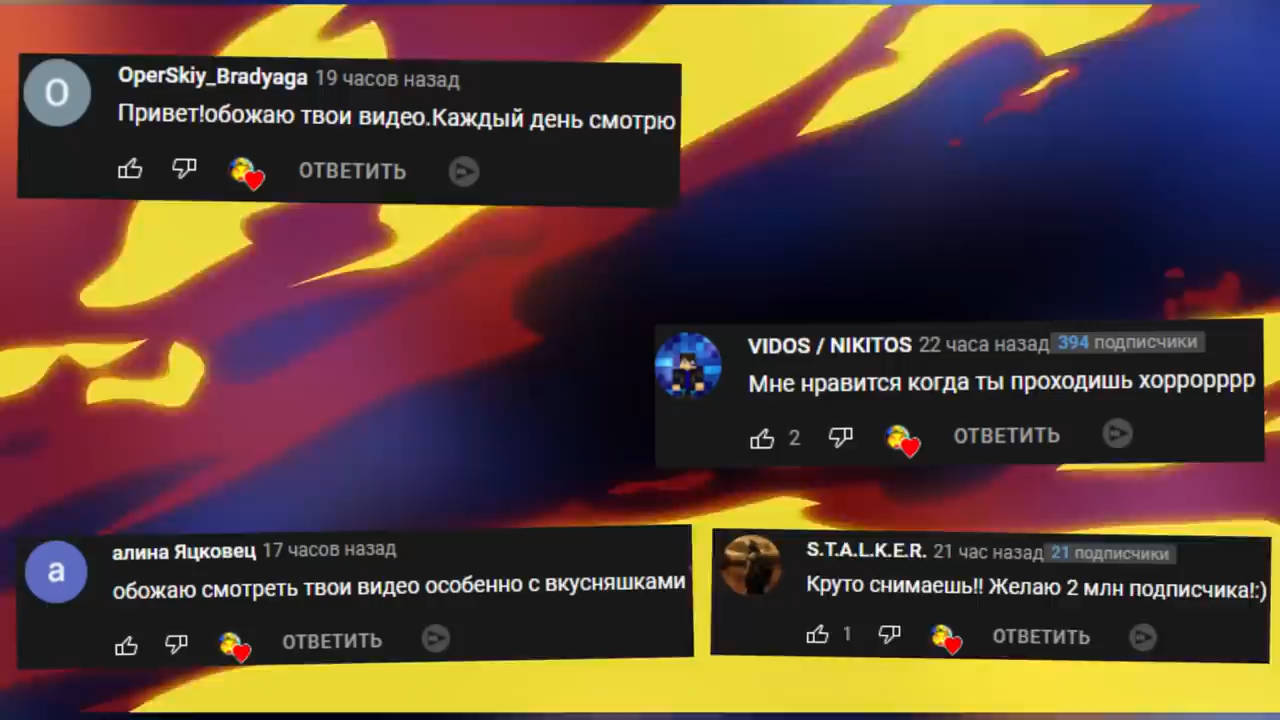 O
OperSkiy_Bradyaga 19 часов назад
Привет!обожаю твои видео.Каждый день смотрю
ОТВЕТИТЬ
VIDOS / NIKITOS 22 часа назад 394 подписчики
Мне нравится когда ты проходишь хоррорррр
2 ОТВЕТИТЬ
а
алина Яцковец 17 часов назад
обожаю смотреть твои видео особенно с вкусняшками
ОТВЕТИТЬ
S.T.A.L.K.E.R. 21 час назад 21 подписчики
Круто снимаешь!! Желаю 2 млн подписчика!:)
1 ОТВЕТИТЬ